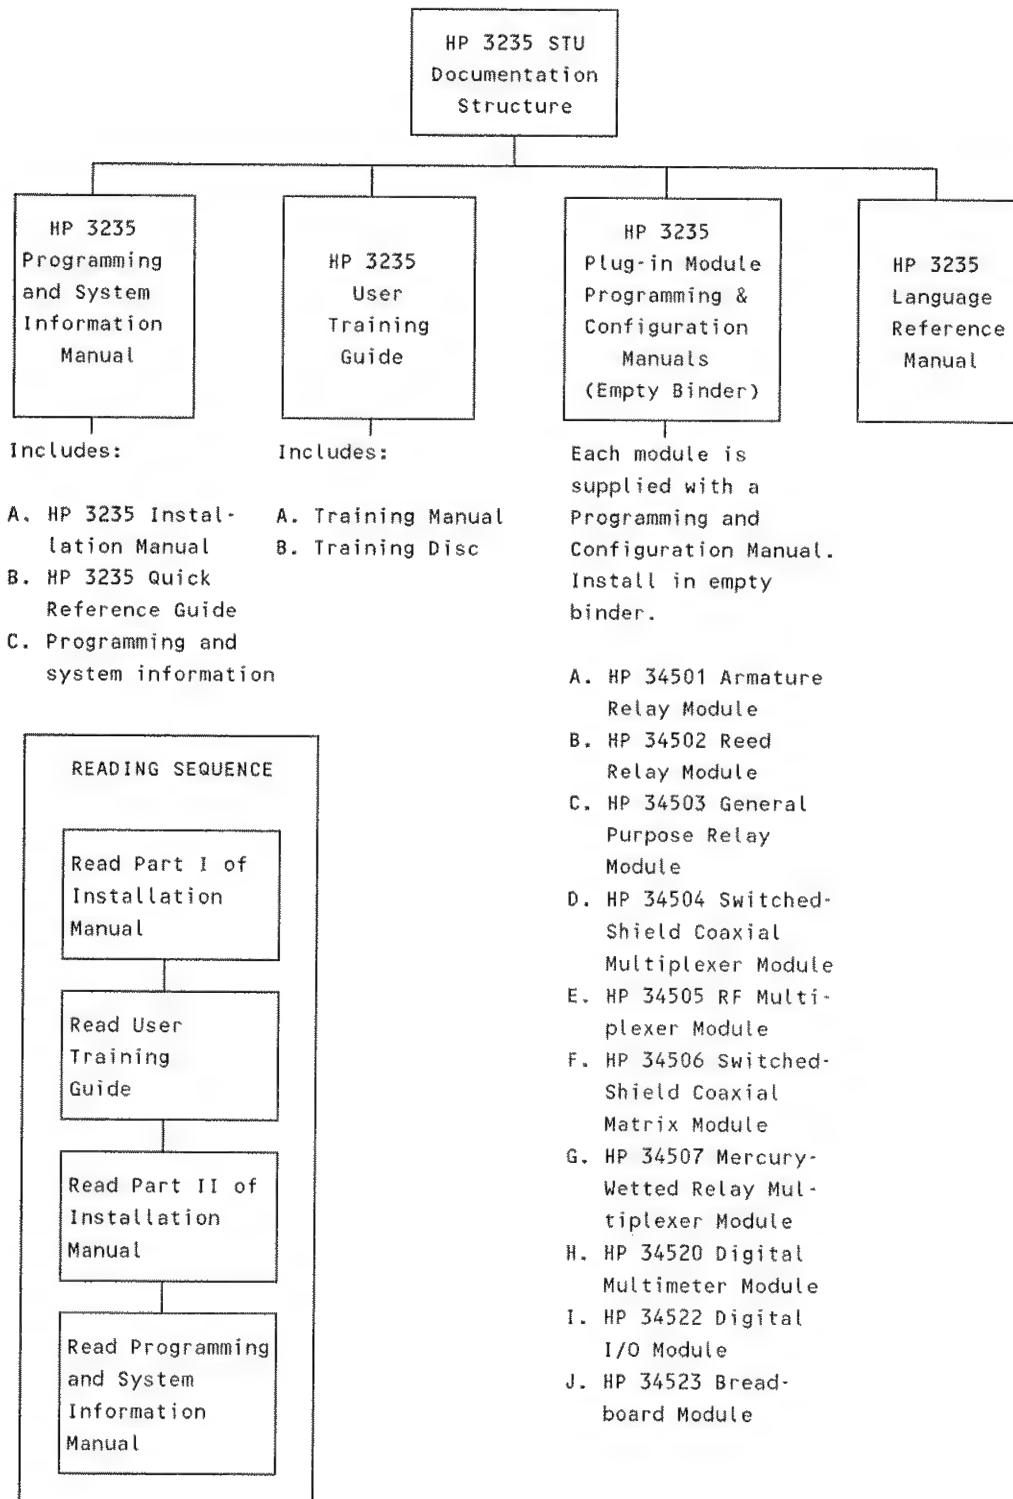 HP 3235 STU
Documentation
Structure
HP 3235
Programming
and System
Information
Manual
HP 3235
User
Training
Guide
HP 3235
Plug-in Module
Programming &
Configuration
Manuals
(Empty Binder)
HP 3235
Language
Reference
Manual
Includes:
A. HP 3235 Instal-
lation Manual
B. HP 3235 Quick
Reference Guide
C. Programming and
system information
Includes:
A. Training Manual
B. Training Disc
Each module is
supplied with a
Programming and
Configuration Manual.
Install in empty
binder.
A. HP 34501 Armature
Relay Module
B. HP 34502 Reed
Relay Module
C. HP 34503 General
Purpose Relay
Module
D. HP 34504 Switched-
Shield Coaxial
Multiplexer Module
E. HP 34505 RF Multi-
plexer Module
F. HP 34506 Switched-
Shield Coaxial
Matrix Module
G. HP 34507 Mercury-
Wetted Relay Mul-
tiplexer Module
H. HP 34520 Digital
Multimeter Module
I. HP 34522 Digital
I/O Module
J. HP 34523 Bread-
board Module
READING SEQUENCE
Read Part I of
Installation
Manual
Read User
Training
Guide
Read Part II of
Installation
Manual
Read Programming
and System
Information
Manual